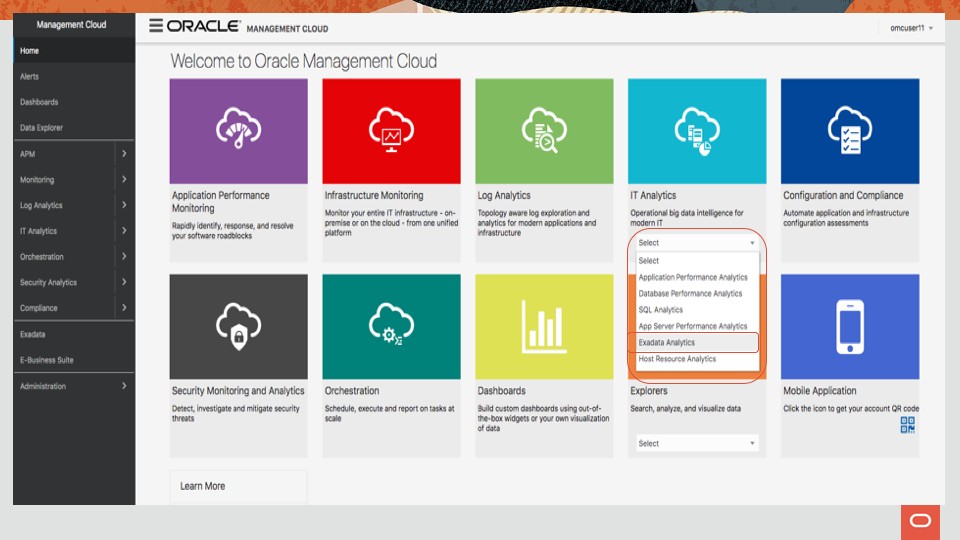 Management Cloud
Home
Alerts
Dashboards
Data Explorer
APM
Monitoring
Log Analytics
IT Analytics
Orchestration
Security Analytics
Compliance
Exadata
E-Business Suite
Administration
ORACLE® MANAGEMENT CLOUD
omcuser11
Welcome to Oracle Management Cloud
Application Performance
Monitoring
Rapidly identify, response, and resolve
your software roadblocks
Infrastructure Monitoring
Monitor your entire IT infrastructure - on-
premise or on the cloud - from one unified
platform
Log Analytics
Topology aware log exploration and
analytics for modern applications and
infrastructure
IT Analytics
Operational big data intelligence for
modern IT
Select
Select
Application Performance Analytics
Database Performance Analytics
SQL Analytics
App Server Performance Analytics
Exadata Analytics
Host Resource Analytics
Configuration and Compliance
Automate application and infrastructure
configuration assessments
Security Monitoring and Analytics
Detect, investigate and mitigate security
threats
Orchestration
Schedule, execute and report on tasks at
scale
Dashboards
Build custom dashboards using out-of-
the-box widgets or your own visualization
of data
Explorers
Search, analyze, and visualize data
Select
Mobile Application
Click the icon to get your account QR code
Learn More